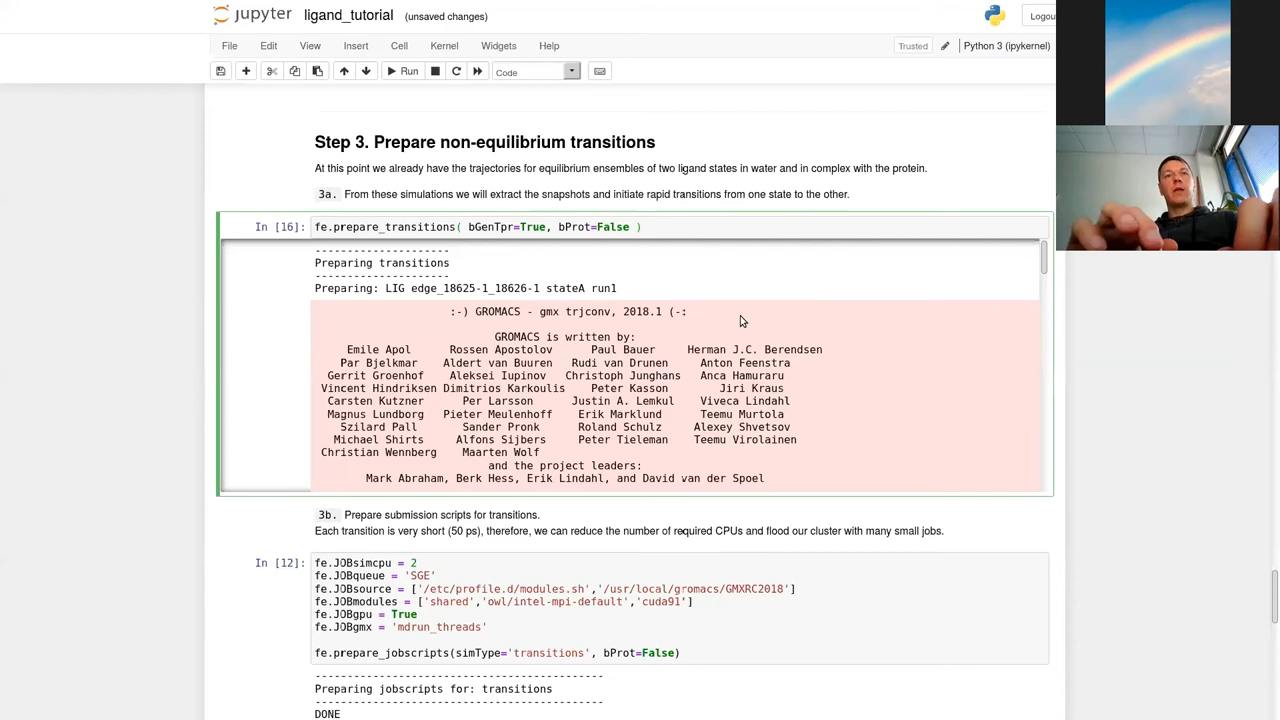 jupyter ligand_tutorial (unsaved changes) Logou
File Edit View Insert Cell Kernel Widgets Help Trusted Python 3 (ipykernel)
Run Code
Step 3. Prepare non-equilibrium transitions
At this point we already have the trajectories for equilibrium ensembles of two ligand states in water and in complex with the protein.
3a. From these simulations we will extract the snapshots and initiate rapid transitions from one state to the other.
In [16]: fe.prepare_transitions( bGenTpr=True, bProt=False )
---------------------
Preparing transitions
---------------------
Preparing: LIG edge_18625-1_18626-1 stateA run1
:-) GROMACS - gmx trjconv, 2018.1 (-:
GROMACS is written by:
Emile Apol Rossen Apostolov Paul Bauer Herman J.C. Berendsen
Par Bjelkmar Aldert van Buuren Rudi van Drunen Anton Feenstra
Gerrit Groenhof Aleksei Iupinov Christoph Junghans Anca Hamuraru
Vincent Hindriksen Dimitrios Karkoulis Peter Kasson Jiri Kraus
Carsten Kutzner Per Larsson Justin A. Lemkul Viveca Lindahl
Magnus Lundborg Pieter Meulenhoff Erik Marklund Teemu Murtola
Szilard Pall Sander Pronk Roland Schulz Alexey Shvetsov
Michael Shirts Alfons Sijbers Peter Tieleman Teemu Virolainen
Christian Wennberg Maarten Wolf
and the project leaders:
Mark Abraham, Berk Hess, Erik Lindahl, and David van der Spoel
3b. Prepare submission scripts for transitions.
Each transition is very short (50 ps), therefore, we can reduce the number of required CPUs and flood our cluster with many small jobs.
In [12]: fe.JOBsimcpu = 2
fe.JOBqueue = 'SGE'
fe.JOBsource = ['/etc/profile.d/modules.sh','/usr/local/gromacs/GMXRC2018']
fe.JOBmodules = ['shared','owl/intel-mpi-default','cuda91']
fe.JOBgpu = True
fe.JOBgmx = 'mdrun_threads'
fe.prepare_jobscripts(simType='transitions', bProt=False)
---------------------------------------------
Preparing jobscripts for: transitions
---------------------------------------------
DONE